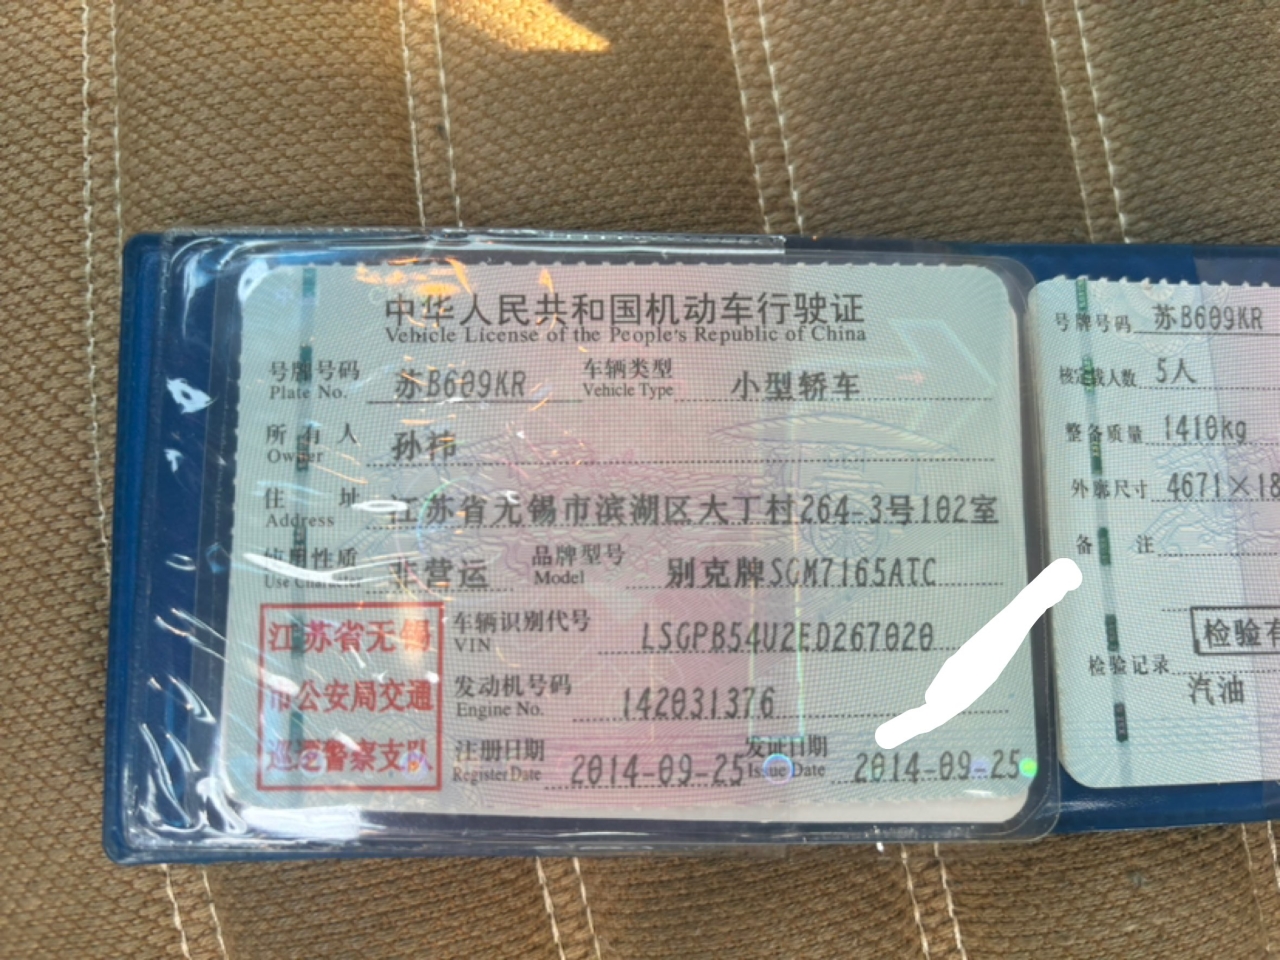 中华人民共和国机动车行驶证
Vehicle License of the People's Republic of China
号牌号码 苏B609KR 车辆类型 小型轿车
Plate No. Vehicle Type
所有人 孙祎
Owner
住址 江苏省无锡市滨湖区大丁村264-3号102室
Address
使用性质 非营运 品牌型号 别克牌SGM7165ATC
Use Character Model
江苏省无锡
市公安局交通
巡逻警察支队
车辆识别代号 LSGPB54U2ED267020
VIN
发动机号码 142031376
Engine No.
注册日期 2014-09-25 发证日期 2014-09-25
Register Date Issue Date
号牌号码 苏B609KR
核定载人数 5人
整备质量 1410kg
外廓尺寸 4671×18
备注
检验有
检验记录
汽油